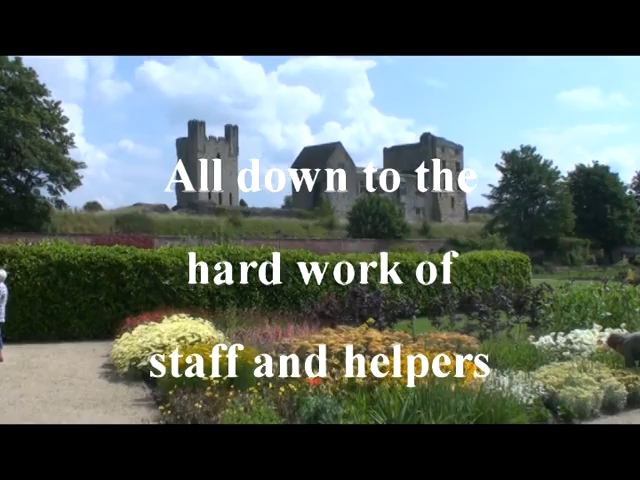 All down to the
hard work of
staff and helpers